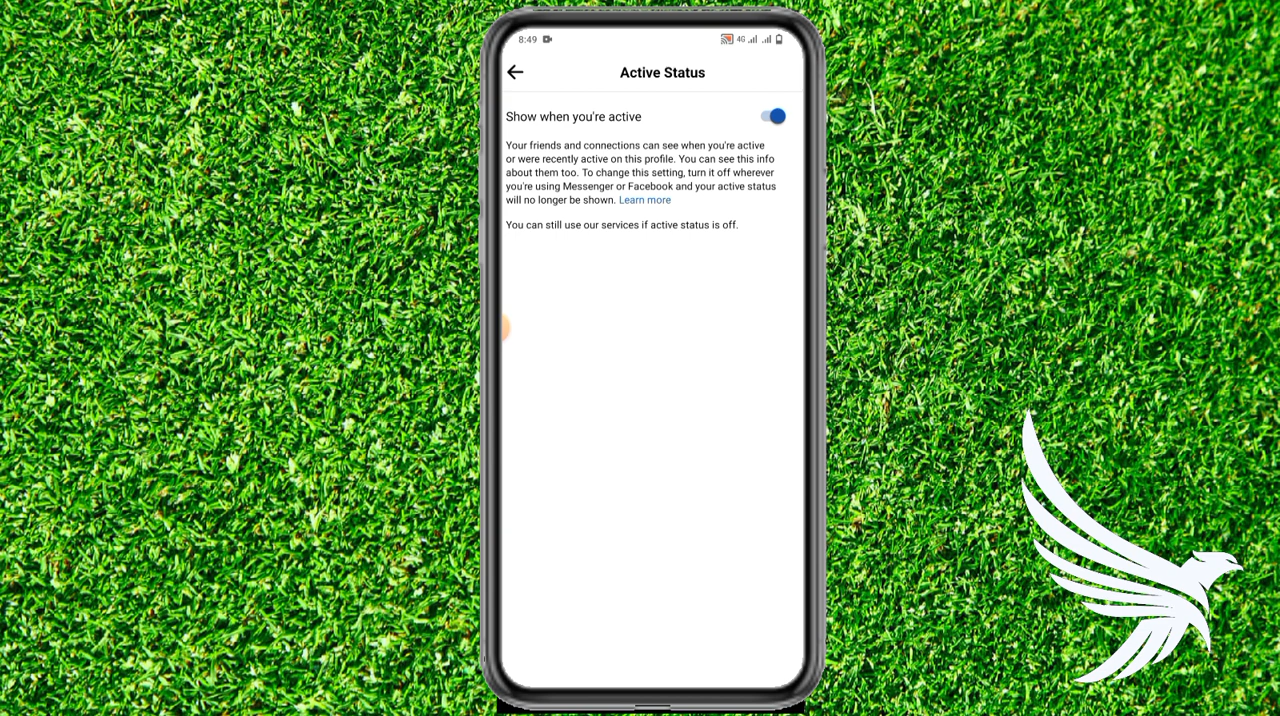 8:49
4G
Active Status
Show when you're active
Your friends and connections can see when you're active
or were recently active on this profile. You can see this info
about them too. To change this setting, turn it off wherever
you're using Messenger or Facebook and your active status
will no longer be shown. Learn more
You can still use our services if active status is off.